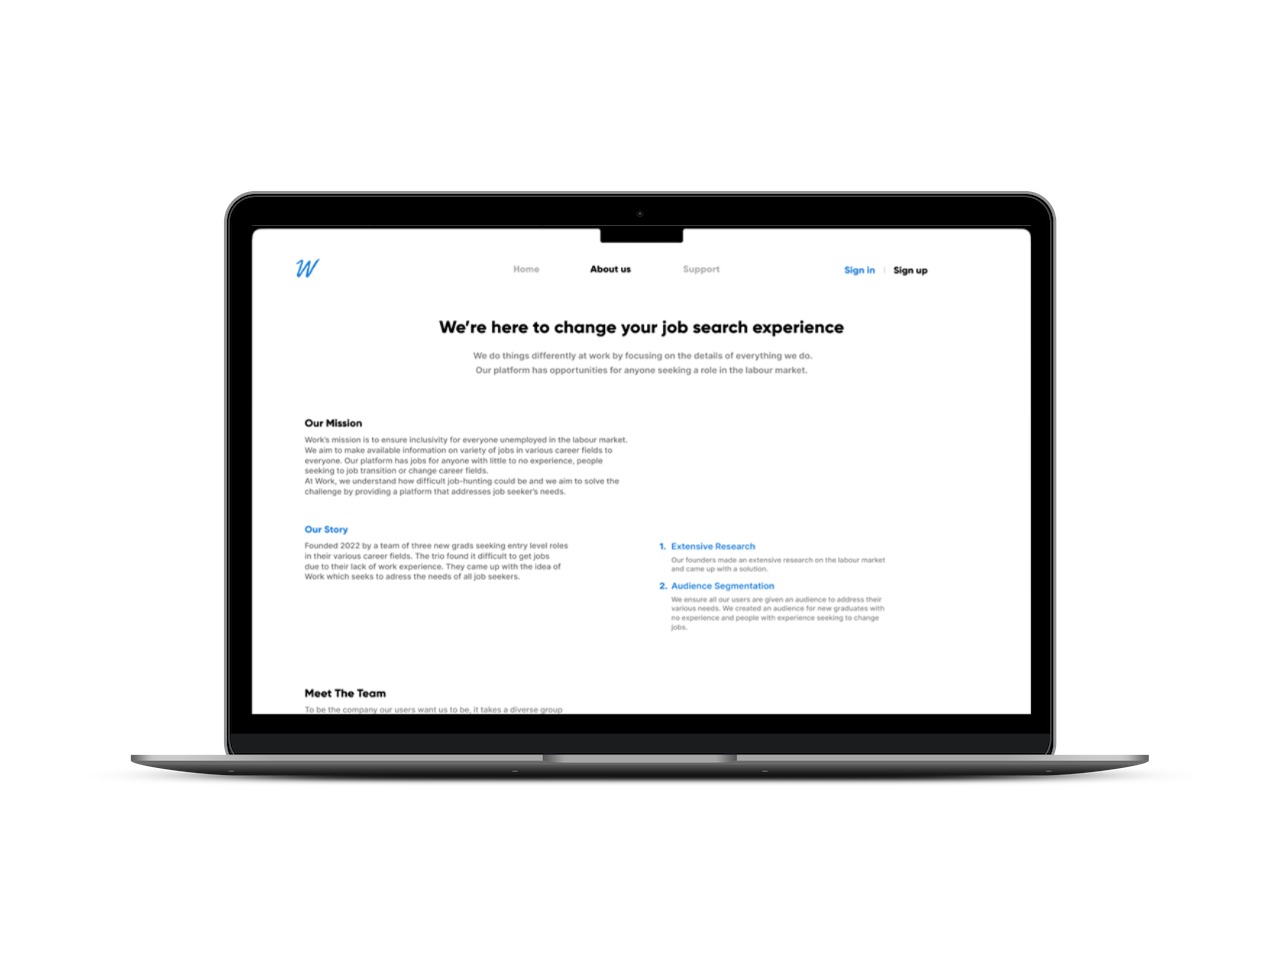 W
Home
About us
Support
Sign in
Sign up
We're here to change your job search experience
We do things differently at work by focusing on the details of everything we do.
Our platform has opportunities for anyone seeking a role in the labour market.
Our Mission
Work's mission is to ensure inclusivity for everyone unemployed in the labour market.
We aim to make available information on variety of jobs in various career fields to
everyone. Our platform has jobs for anyone with little to no experience, people
seeking to job transition or change career fields.
At Work, we understand how difficult job-hunting could be and we aim to solve the
challenge by providing a platform that addresses job seeker's needs.
Our Story
Founded 2022 by a team of three new grads seeking entry level roles
in their various career fields. The trio found it difficult to get jobs
due to their lack of work experience. They came up with the idea of
Work which seeks to adress the needs of all job seekers.
1. Extensive Research
Our founders made an extensive research on the labour market
and came up with a solution.
2. Audience Segmentation
We ensure all our users are given an audience to address their
various needs. We created an audience for new graduates with
no experience and people with experience seeking to change
jobs.
Meet The Team
To be the company our users want us to be, it takes a diverse group